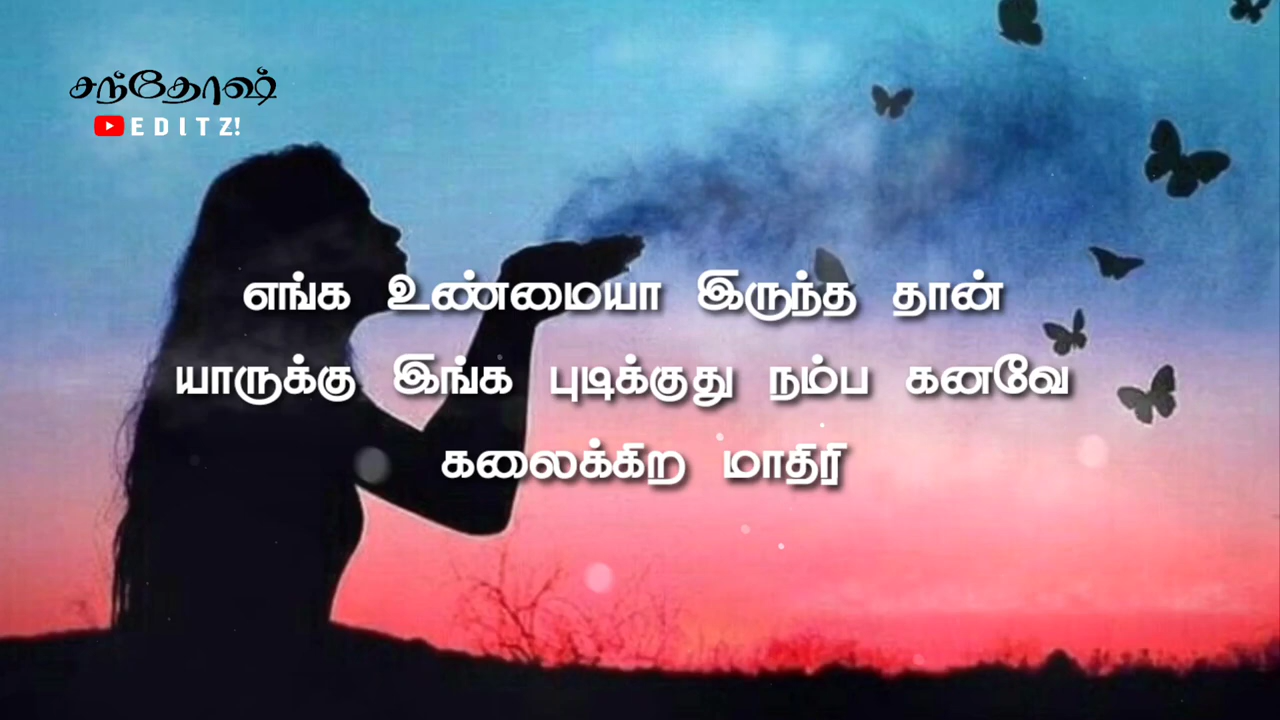 சந்தோஷ்
EDITZ!
எங்க உண்மையா இருந்த தான்
யாருக்கு இங்க புடிக்குது நம்ப கனவே
கலைக்கிற மாதிரி